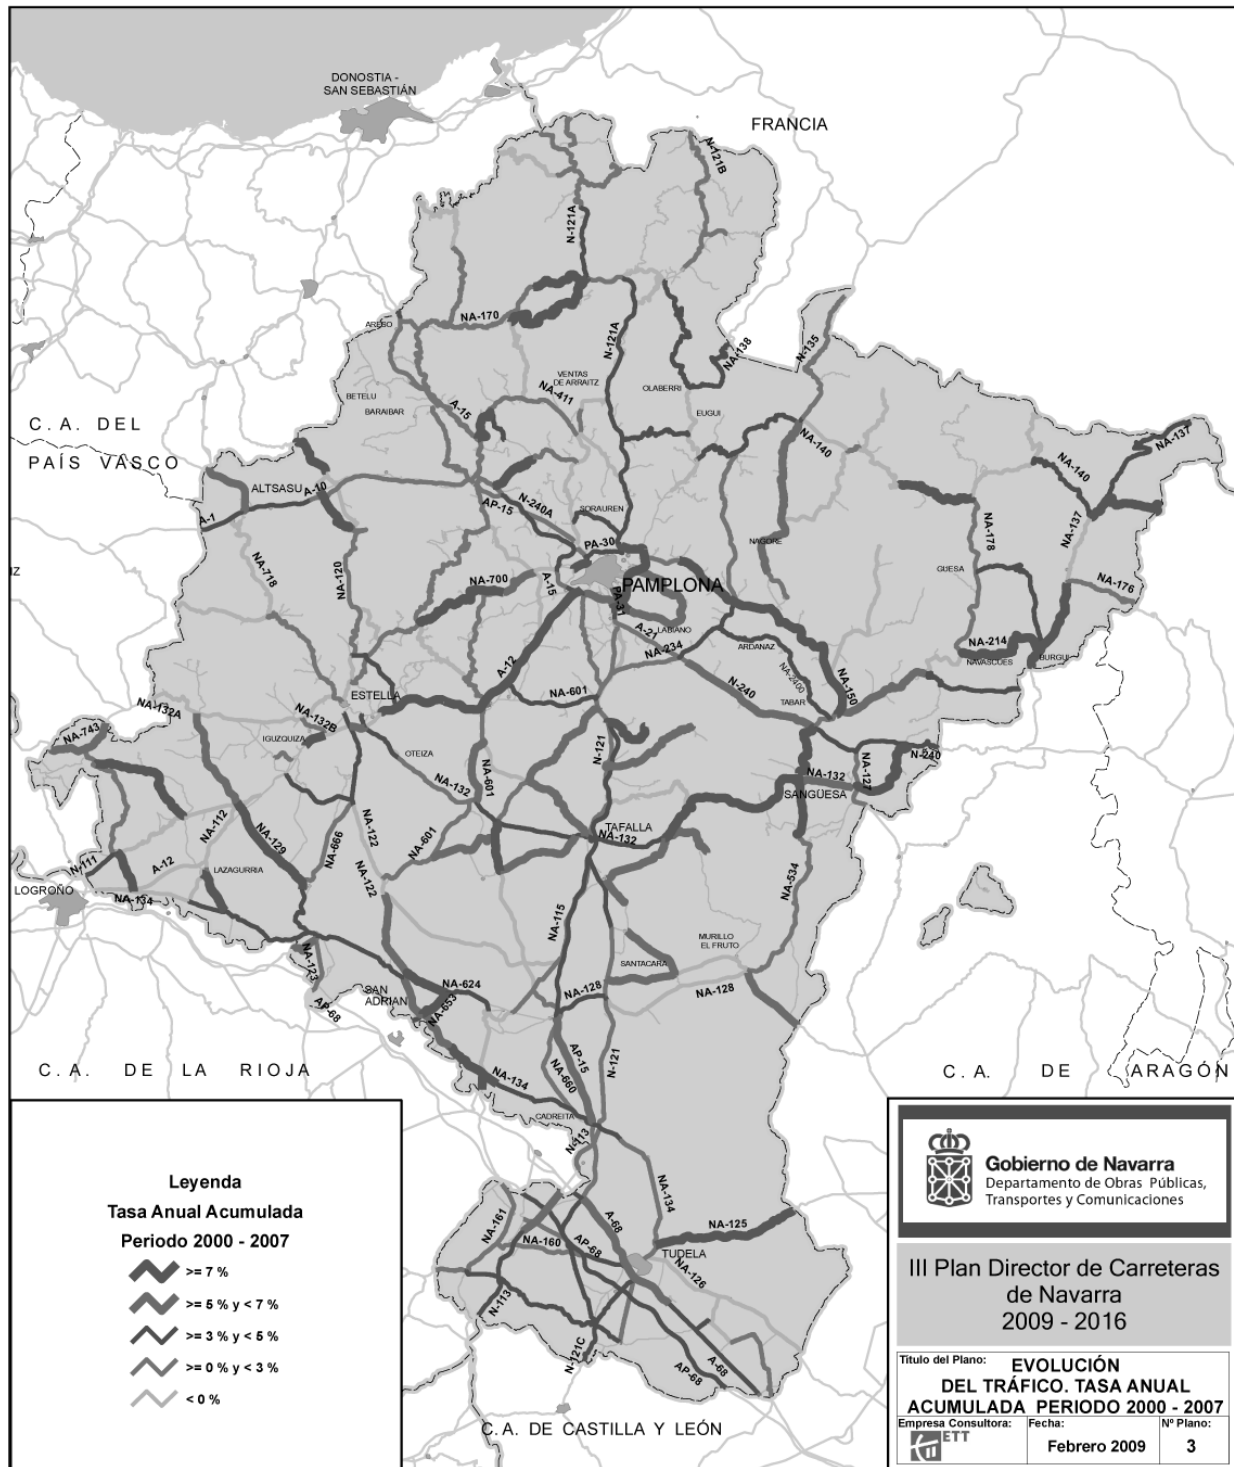 DONOSTIA -
SAN SEBASTIÁN
FRANCIA
N-121B
N-121A
ARESO
NA-170
N-121A
NA-138
N-135
VENTAS
DE ARRAITZ
OLABERRI
BETELU
BARAIBAR
A-15
NA-411
EUGUI
C. A. DEL
PAÍS VASCO
NA-140
NA-137
NA-140
ALTSASU
A-10
A-1
AP-15
N-240A
SORAUREN
PA-30
NAGORE
NA-178
NA-137
UZ
NA-718
NA-120
NA-700
A-15
PAMPLONA
PA-31
GUESA
NA-176
A-21
LABIANO
NA-234
ARDANAZ
NA-2400
NA-214
NAVASCUES
BURGUI
A-12
ESTELLA
NA-601
N-240
TABAR
NA-150
NA-132A
NA-132B
NA-743
IGUZQUIZA
OTEIZA
N-121
NA-132
NA-601
NA-132
NA-127
N-240
SANGÜESA
NA-112
NA-129
NA-666
NA-122
NA-601
TAFALLA
NA-132
N-111
A-12
LAZAGURRIA
NA-122
NA-534
LOGROÑO
NA-134
NA-115
MURILLO
EL FRUTO
SANTACARA
NA-123
AP-68
SAN
ADRIAN
NA-624
NA-653
NA-128
NA-128
AP-15
NA-660
N-121
C. A. DE LA RIOJA
NA-134
CADREITA
N-113
C. A. DE ARAGÓN
NA-161
NA-160
AP-68
A-68
NA-134
NA-125
TUDELA
NA-126
N-113
N-121C
AP-68
A-68
C.A. DE CASTILLA Y LEÓN
Leyenda
Tasa Anual Acumulada
Periodo 2000 - 2007
>= 7 %
>= 5 % y < 7 %
>= 3 % y < 5 %
>= 0 % y < 3 %
< 0 %
Gobierno de Navarra
Departamento de Obras Públicas,
Transportes y Comunicaciones
III Plan Director de Carreteras
de Navarra
2009 - 2016
Titulo del Plano: EVOLUCIÓN
DEL TRÁFICO. TASA ANUAL
ACUMULADA PERIODO 2000 - 2007
Empresa Consultora:
ETT
Fecha:
Febrero 2009
Nº Plano:
3